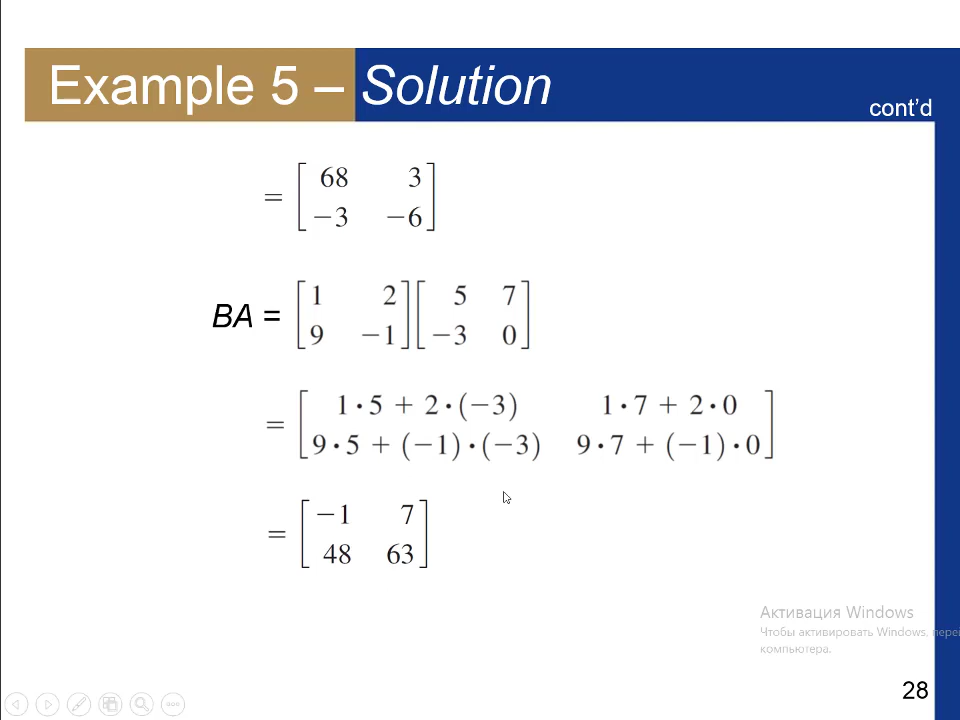 Example 5 – Solution
cont'd
= [ 68 3
−3 −6 ]
BA = [ 1 2
9 −1 ] [ 5 7
−3 0 ]
= [ 1 • 5 + 2 • (−3) 1 • 7 + 2 • 0
9 • 5 + (−1) • (−3) 9 • 7 + (−1) • 0 ]
= [ −1 7
48 63 ]
Активация Windows
Чтобы активировать Windows,
компьютера.
28